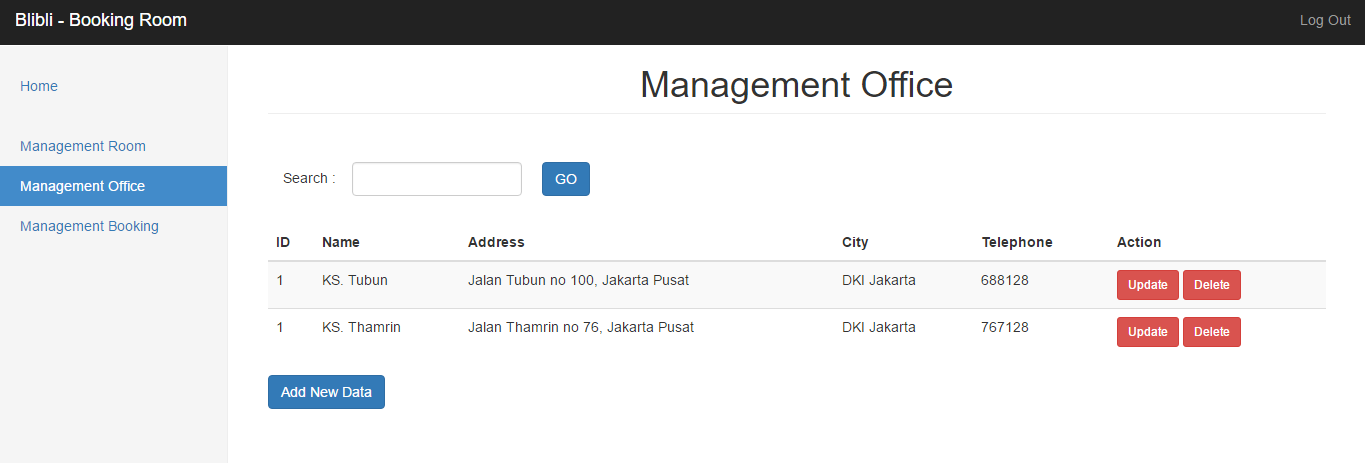 Blibli - Booking Room Log Out
Home
Management Room
Management Office
Management Booking
Management Office
Search : GO
ID Name Address City Telephone Action
1 KS. Tubun Jalan Tubun no 100, Jakarta Pusat DKI Jakarta 688128 Update Delete
1 KS. Thamrin Jalan Thamrin no 76, Jakarta Pusat DKI Jakarta 767128 Update Delete
Add New Data